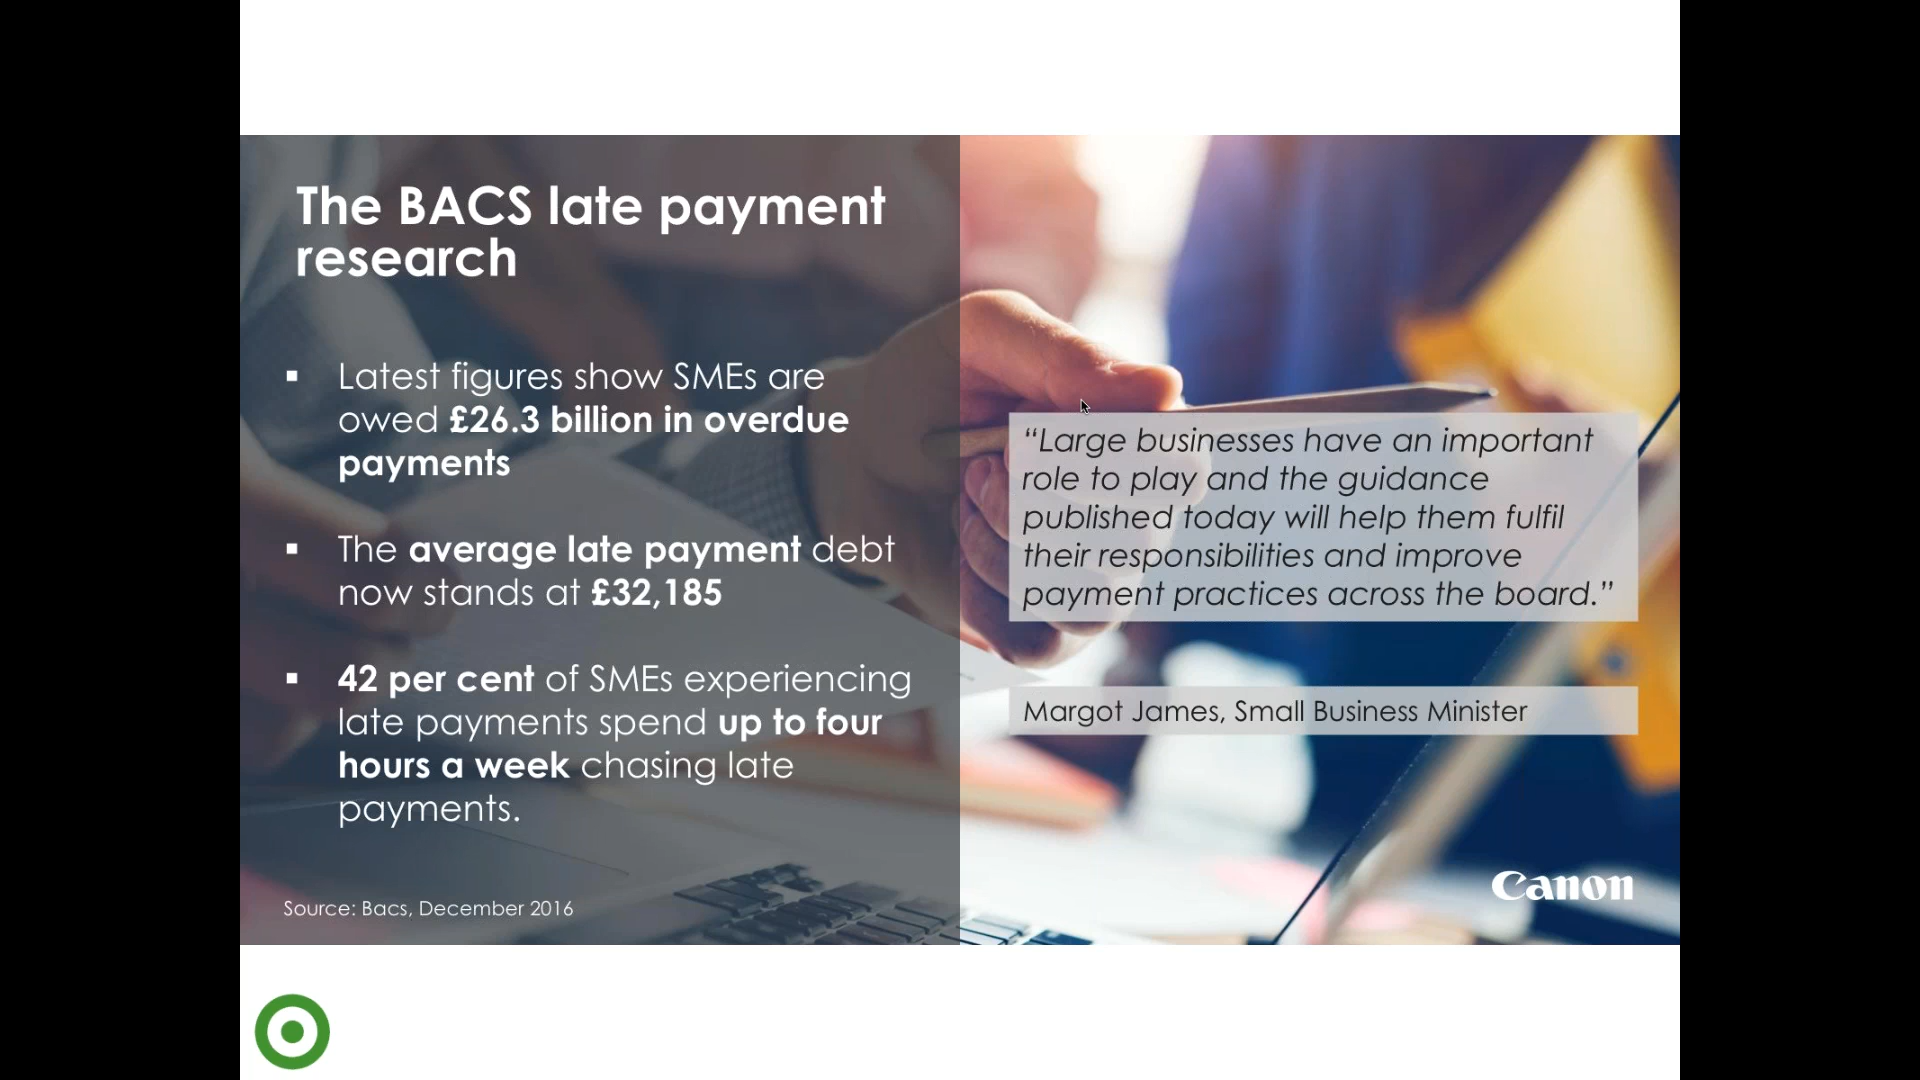 The BACS late payment
research
▪ Latest figures show SMEs are
owed £26.3 billion in overdue
payments
▪ The average late payment debt
now stands at £32,185
▪ 42 per cent of SMEs experiencing
late payments spend up to four
hours a week chasing late
payments.
Source: Bacs, December 2016
“Large businesses have an important
role to play and the guidance
published today will help them fulfil
their responsibilities and improve
payment practices across the board.”
Margot James, Small Business Minister
Canon